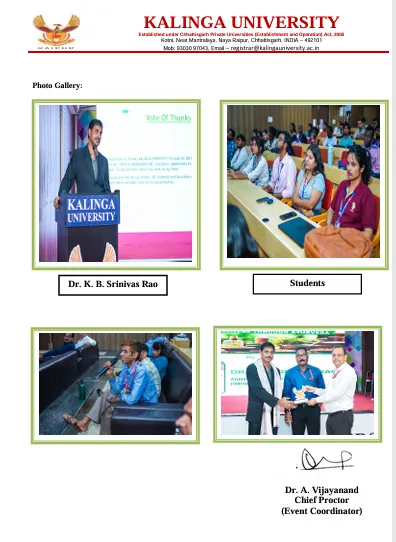 KALINGA UNIVERSITY
Established under Chhattisgarh Private Universities (Establishment and Operation) Act, 2005
Kotni, Near Mantralaya, Naya Raipur, Chhattisgarh, INDIA – 492101
Mob: 93030 97043, Email – registrar@kalingauniversity.ac.in
RAIPUR
Photo Gallery:
Vote Of Thanks
KALINGA
UNIVERSITY
Dr. K. B. Srinivas Rao
Students
Dr. A. Vijayanand
Chief Proctor
(Event Coordinator)